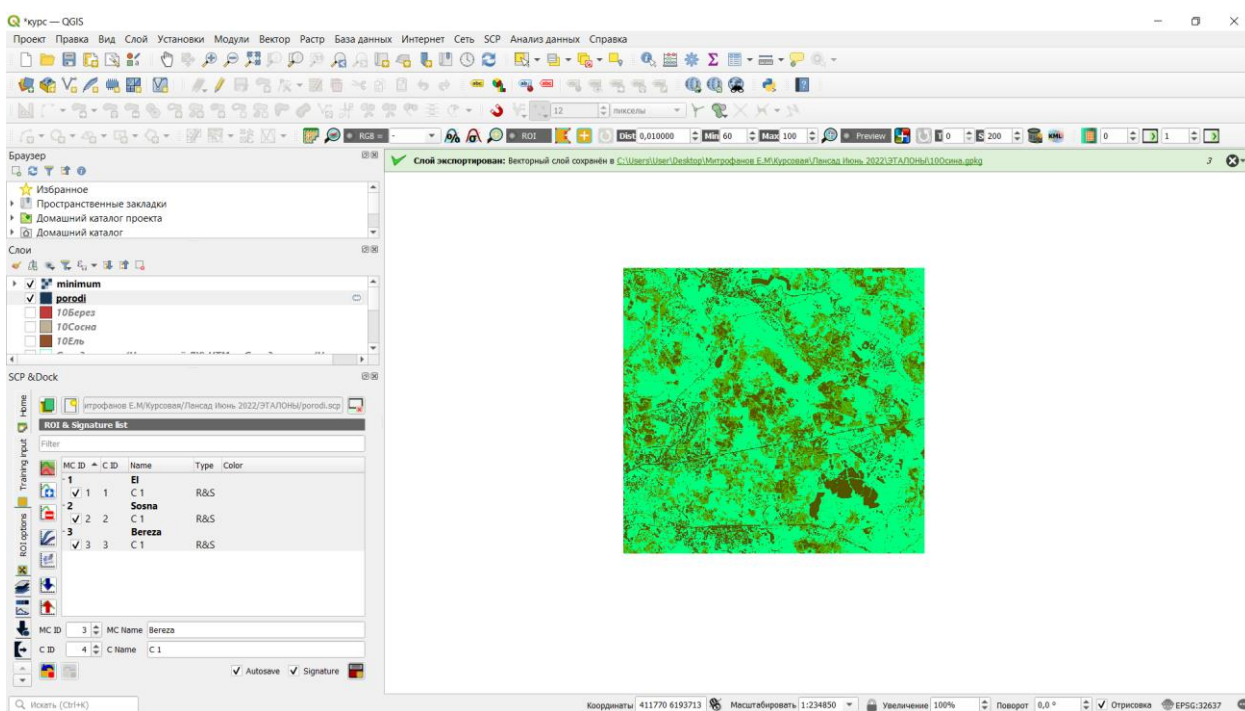 *курс — QGIS
Проект Правка Вид Слой Установки Модули Вектор Растр База данных Интернет Сеть SCP Анализ данных Справка
12 пикселы
RGB = - ROI Dist 0,010000 Min 60 Max 100 Preview 0 S 200 KML 0 1
Браузер
Слой экспортирован: Векторный слой сохранён в C:\Users\User\Desktop\Митрофанов Е.М\Курсовая\Лансад Июнь 2022\ЭТАЛОНЫ\10Осина.gpkg 3
Избранное
Пространственные закладки
Домашний каталог проекта
Домашний каталог
Слои
minimum
porodi
10Берез
10Сосна
10Ель
SCP &Dock
итрофанов Е.М/Курсовая/Лансад Июнь 2022/ЭТАЛОНЫ/porodi.scp
Home
ROI & Signature list
Filter
Training input
MC ID C ID Name Type Color
1 El
1 1 C 1 R&S
2 Sosna
2 2 C 1 R&S
3 Bereza
3 3 C 1 R&S
ROI options
MC ID 3 MC Name Bereza
C ID 4 C Name C 1
Autosave Signature
Искать (Ctrl+K)
Координаты 411770 6193713 Масштабировать 1:234850 Увеличение 100% Поворот 0,0 ° Отрисовка EPSG:32637